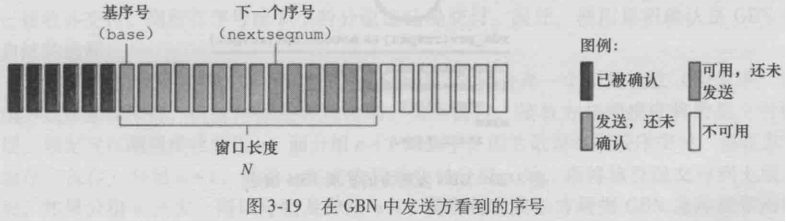 基序号
(base)
下一个序号
(nextseqnum)
窗口长度
N
图例:
已被确认
可用，还未
发送
发送，还未
确认
不可用
图 3-19 在 GBN 中发送方看到的序号